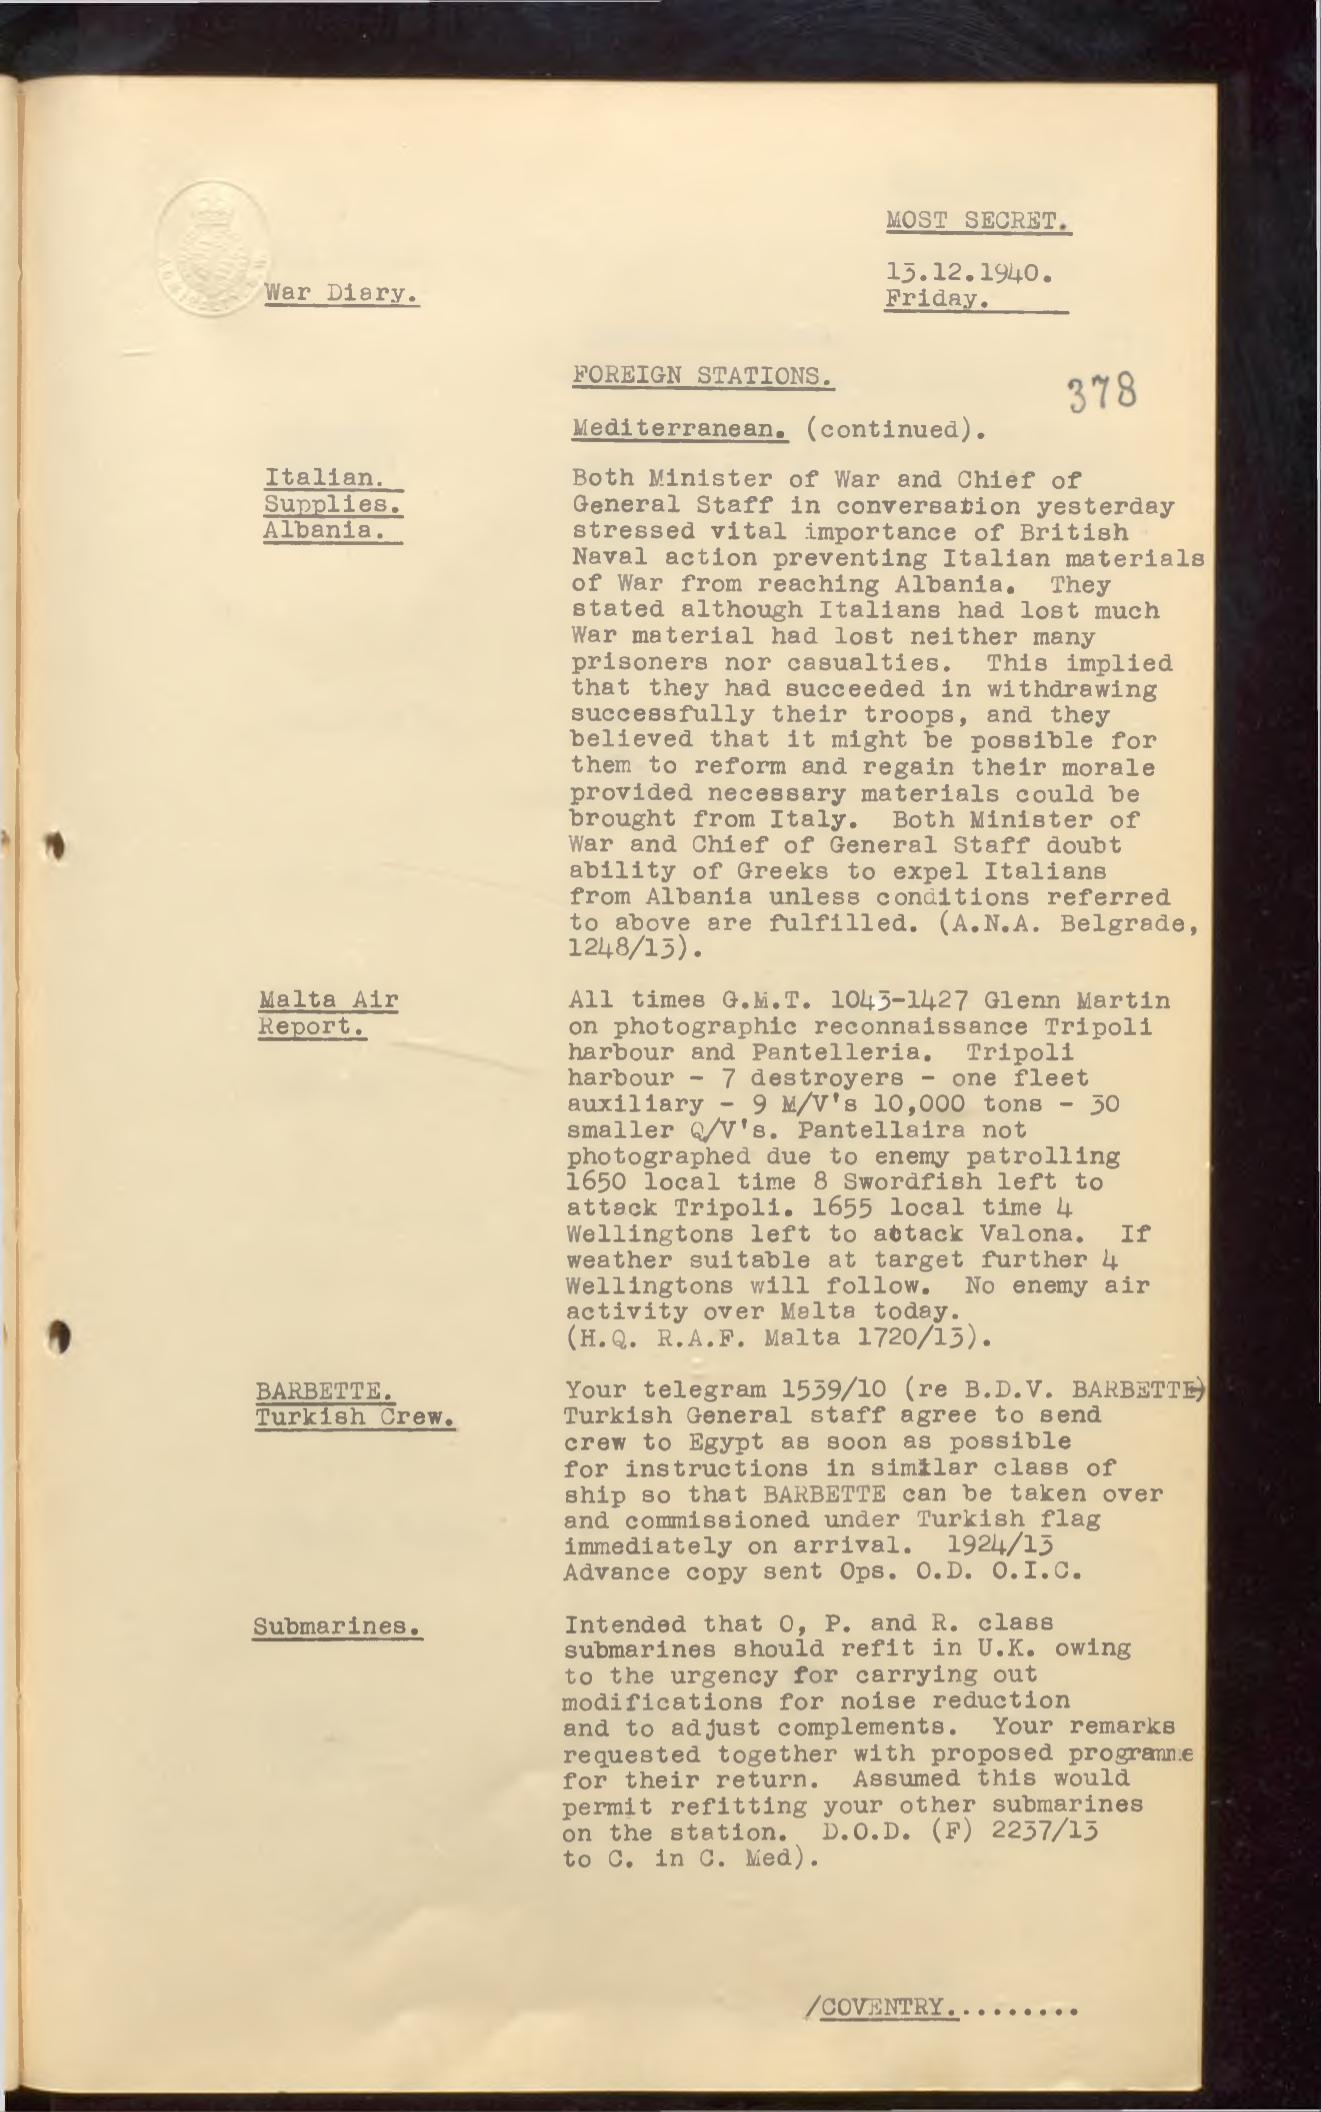 MOST SECRET.
13.12.1940.
War Diary.
Friday.
FOREIGN STATIONS.
378
Mediterranean. (continued).
Italian.
Supplies.
Albania.
Both Minister of War and Chief of
General Staff in conversation yesterday
stressed vital importance of British
Naval action preventing Italian materials
of War from reaching Albania. They
stated although Italians had lost much
War material had lost neither many
prisoners nor casualties. This implied
that they had succeeded in withdrawing
successfully their troops, and they
believed that it might be possible for
them to reform and regain their morale
provided necessary materials could be
brought from Italy. Both Minister of
War and Chief of General Staff doubt
ability of Greeks to expel Italians
from Albania unless conditions referred
to above are fulfilled. (A.N.A. Belgrade,
1248/13).
Malta Air
Report.
All times G.M.T. 1043-1427 Glenn Martin
on photographic reconnaissance Tripoli
harbour and Pantelleria. Tripoli
harbour - 7 destroyers - one fleet
auxiliary - 9 M/V's 10,000 tons - 30
smaller Q/V's. Pantellaira not
photographed due to enemy patrolling
1650 local time 8 Swordfish left to
attack Tripoli. 1655 local time 4
Wellingtons left to attack Valona. If
weather suitable at target further 4
Wellingtons will follow. No enemy air
activity over Malta today.
(H.Q. R.A.F. Malta 1720/13).
BARBETTE.
Turkish Crew.
Your telegram 1539/10 (re B.D.V. BARBETTE)
Turkish General staff agree to send
crew to Egypt as soon as possible
for instructions in similar class of
ship so that BARBETTE can be taken over
and commissioned under Turkish flag
immediately on arrival. 1924/13
Advance copy sent Ops. O.D. O.I.C.
Submarines.
Intended that O, P. and R. class
submarines should refit in U.K. owing
to the urgency for carrying out
modifications for noise reduction
and to adjust complements. Your remarks
requested together with proposed programme
for their return. Assumed this would
permit refitting your other submarines
on the station. D.O.D. (F) 2237/13
to C. in C. Med).
/COVENTRY.........